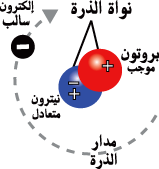 نواة الذرة
إلكترون
سالب
بروتون
موجب
نيترون
متعادل
مدار
الذرة